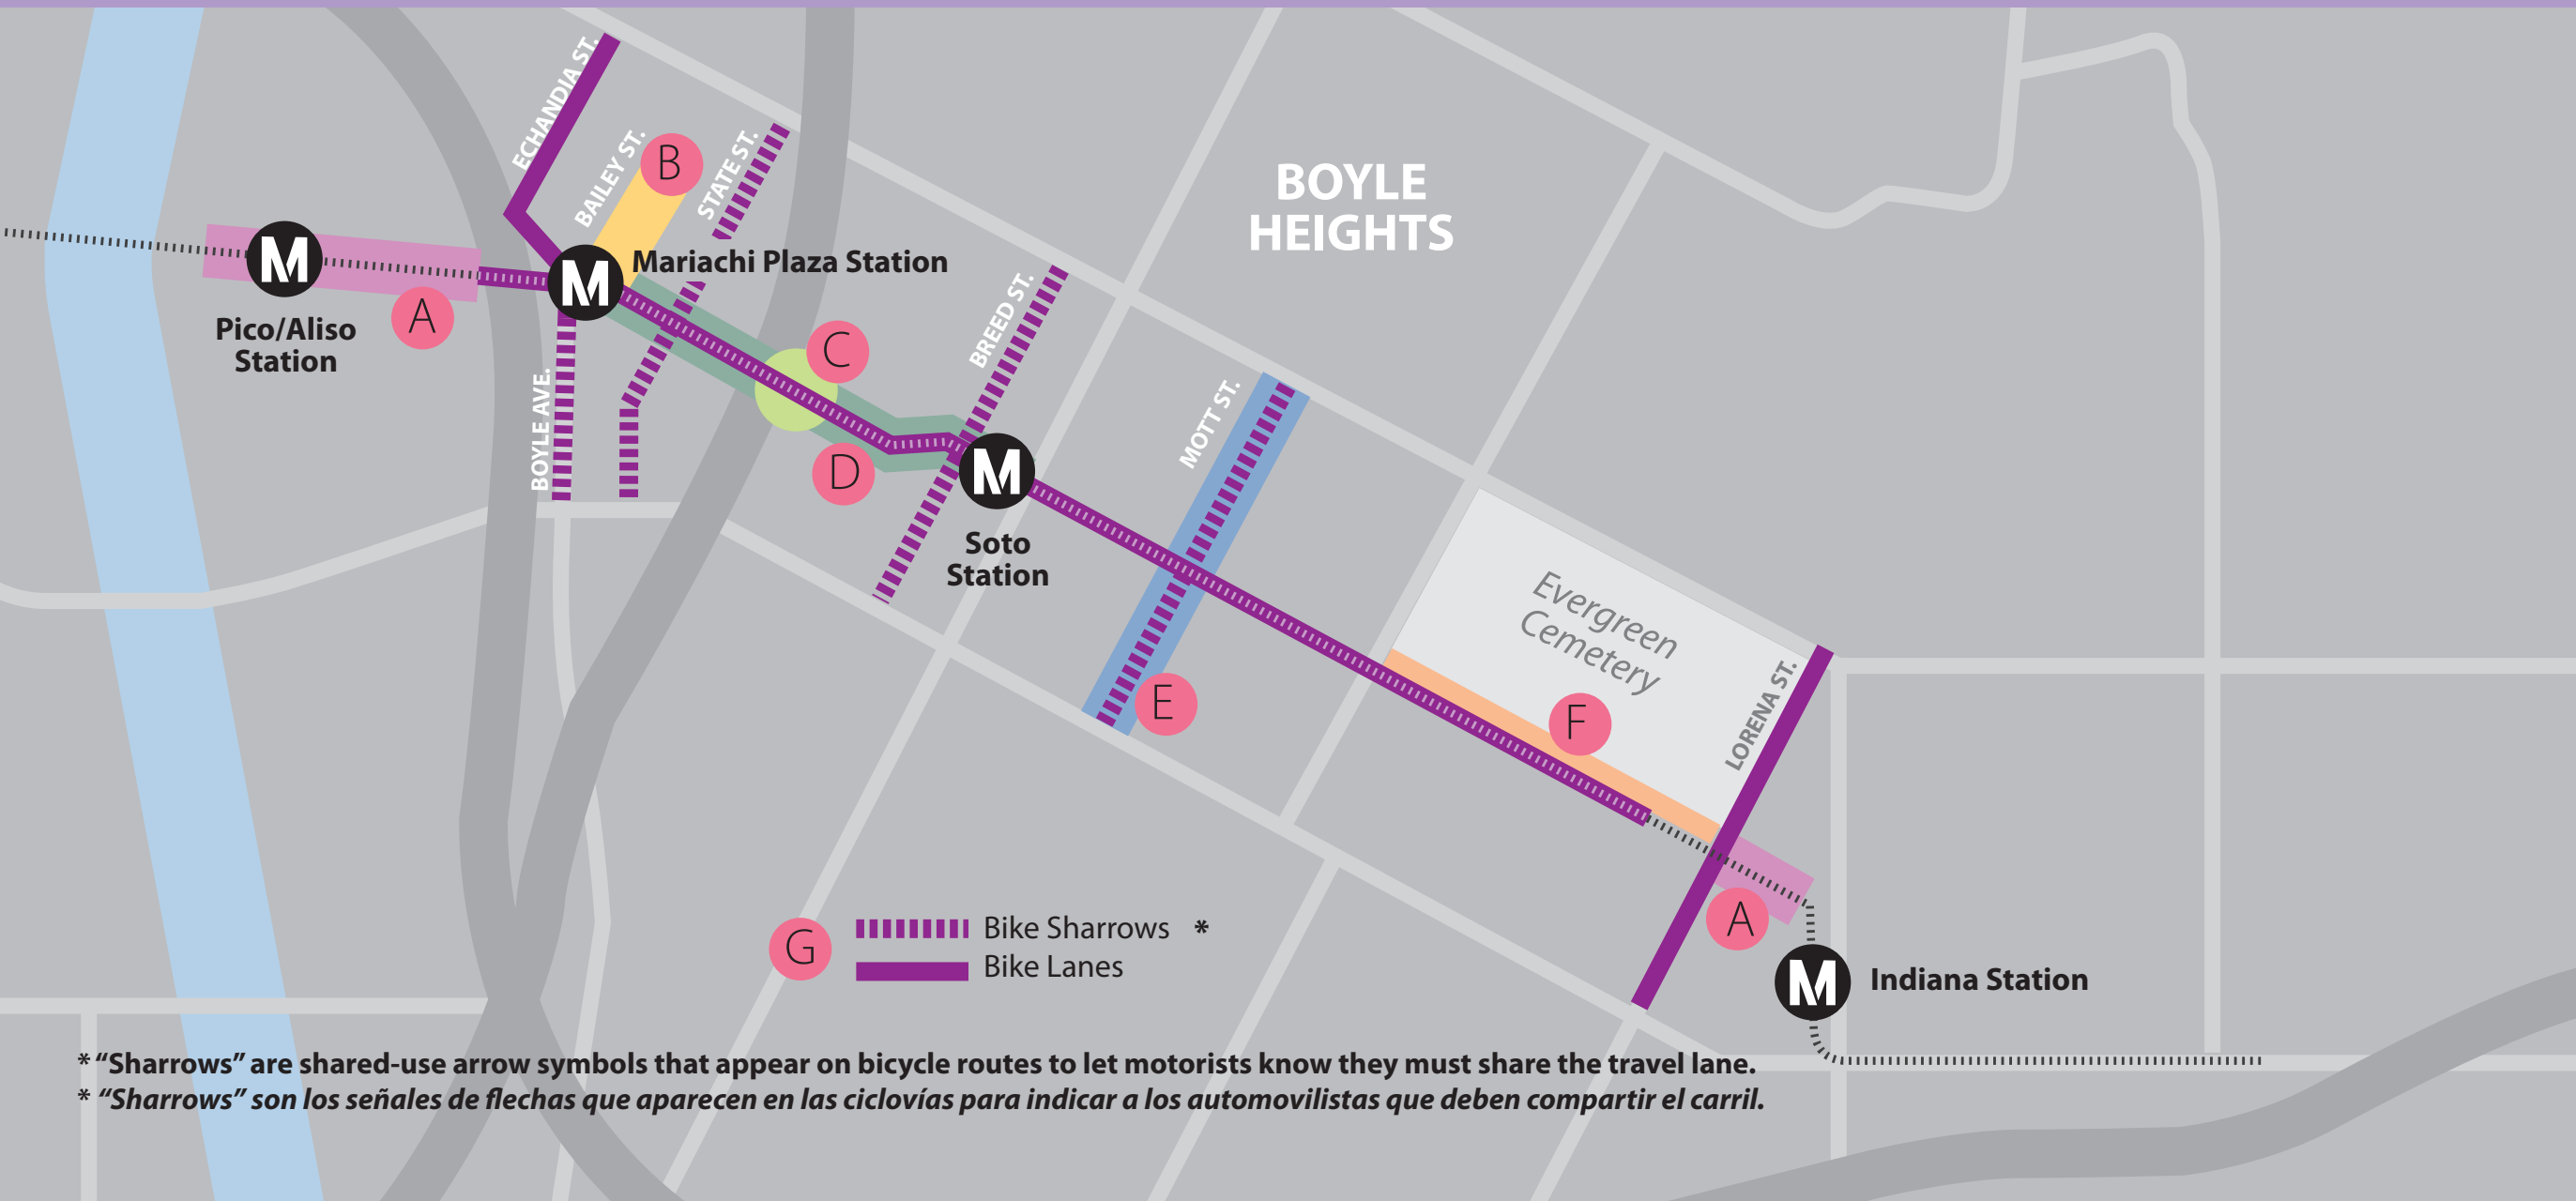 ECHANDIA ST.
BAILEY ST.
B
STATE ST.
BOYLE
HEIGHTS
M
Pico/Aliso
Station
A
M
Mariachi Plaza Station
BOYLE AVE.
C
D
BREED ST.
M
Soto
Station
MOTT ST.
E
Evergreen
Cemetery
F
LORENA ST.
A
M
Indiana Station
G
Bike Sharrows *
Bike Lanes
* “Sharrows” are shared-use arrow symbols that appear on bicycle routes to let motorists know they must share the travel lane.
* “Sharrows” son los señales de flechas que aparecen en las ciclovías para indicar a los automovilistas que deben compartir el carril.